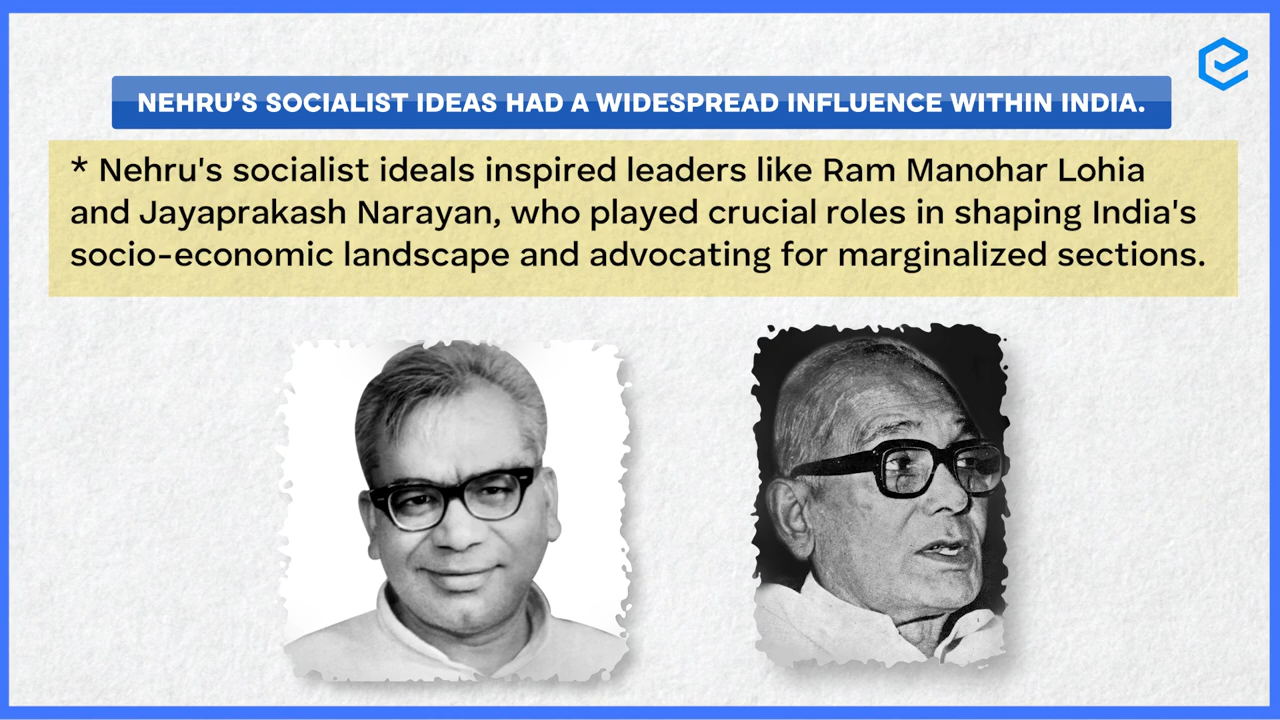 NEHRU'S SOCIALIST IDEAS HAD A WIDESPREAD INFLUENCE WITHIN INDIA.
* Nehru's socialist ideals inspired leaders like Ram Manohar Lohia
and Jayaprakash Narayan, who played crucial roles in shaping India's
socio-economic landscape and advocating for marginalized sections.